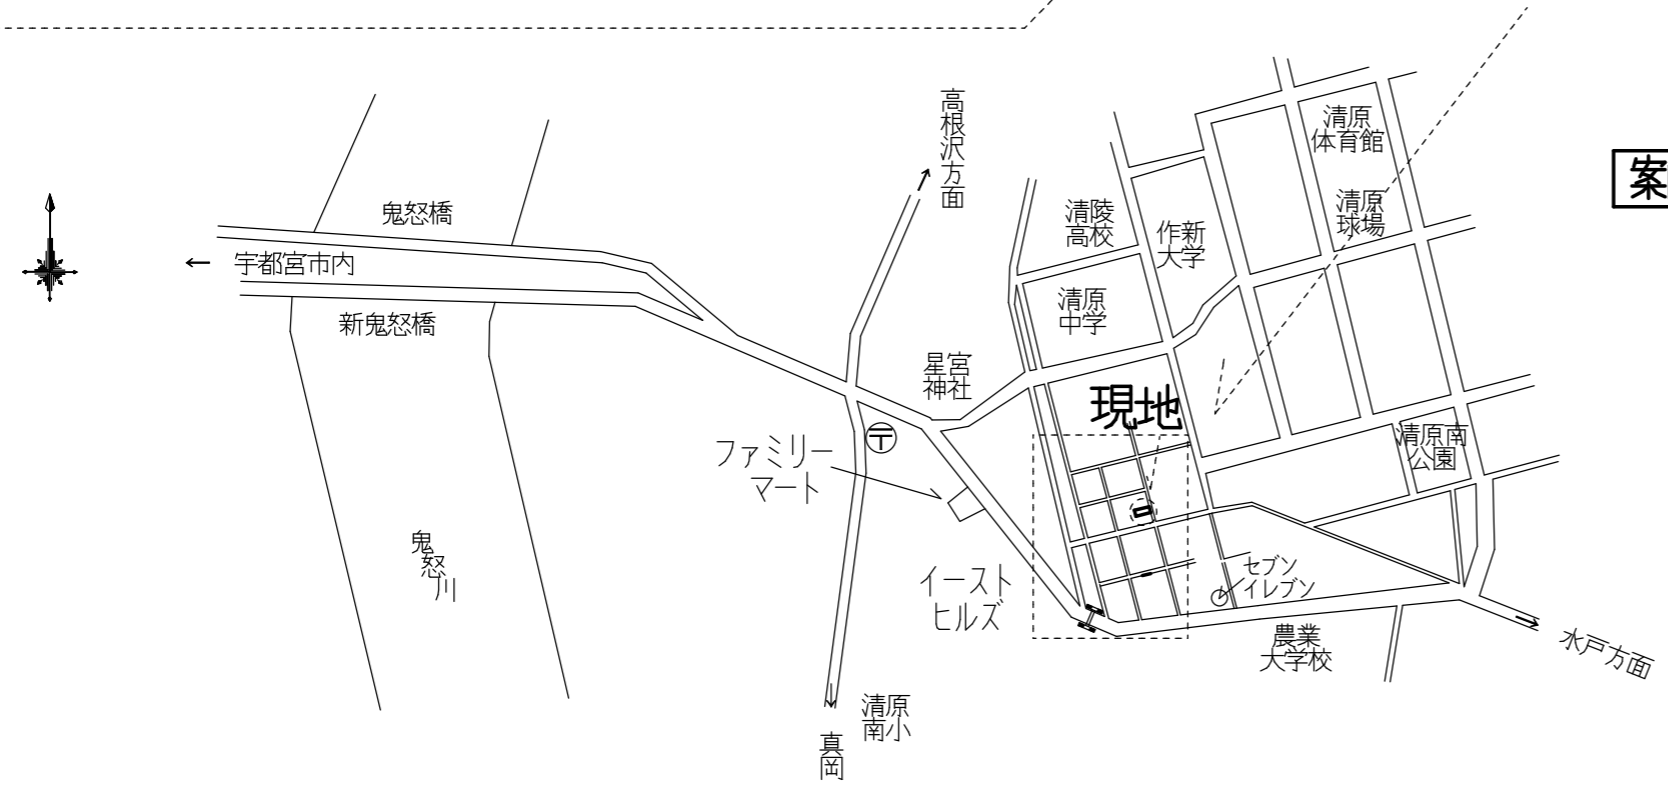 高根沢方面
清原
体育館
案
鬼怒橋
清陵
高校
作新
大学
清原
球場
← 宇都宮市内
新鬼怒橋
清原
中学
星宮
神社
現地
〒
ファミリー
マート
清原南
公園
鬼怒川
イースト
ヒルズ
セブン
イレブン
農業
大学校
水戸方面
清原
南小
真岡